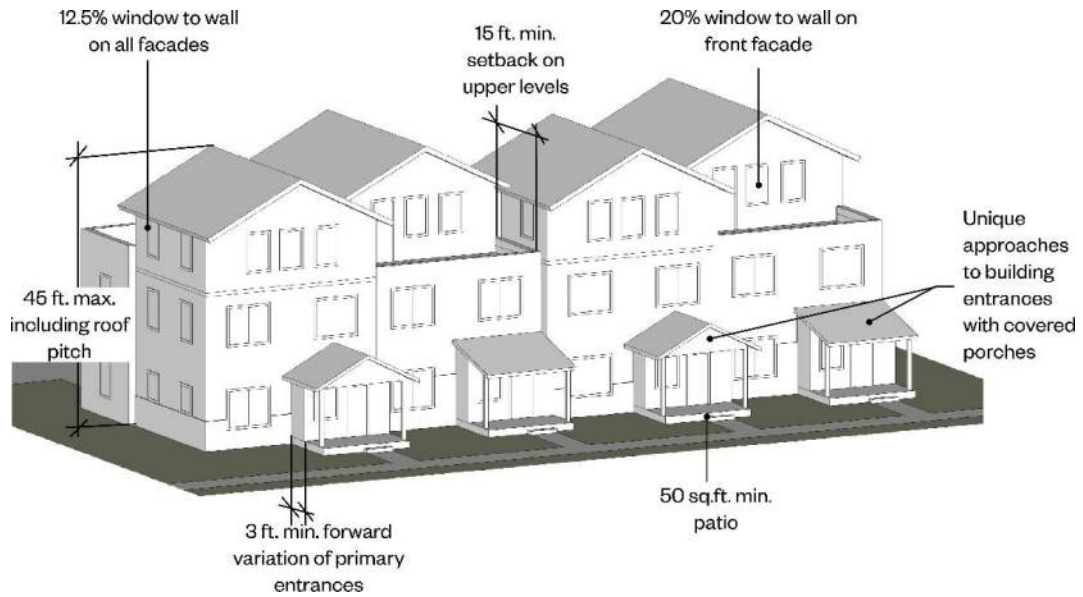 12.5% window to wall
on all facades
15 ft. min.
setback on
upper levels
20% window to wall on
front facade
Unique
approaches
to building
entrances
with covered
porches
45 ft. max.
including roof
pitch
3 ft. min. forward
variation of primary
entrances
50 sq.ft. min.
patio